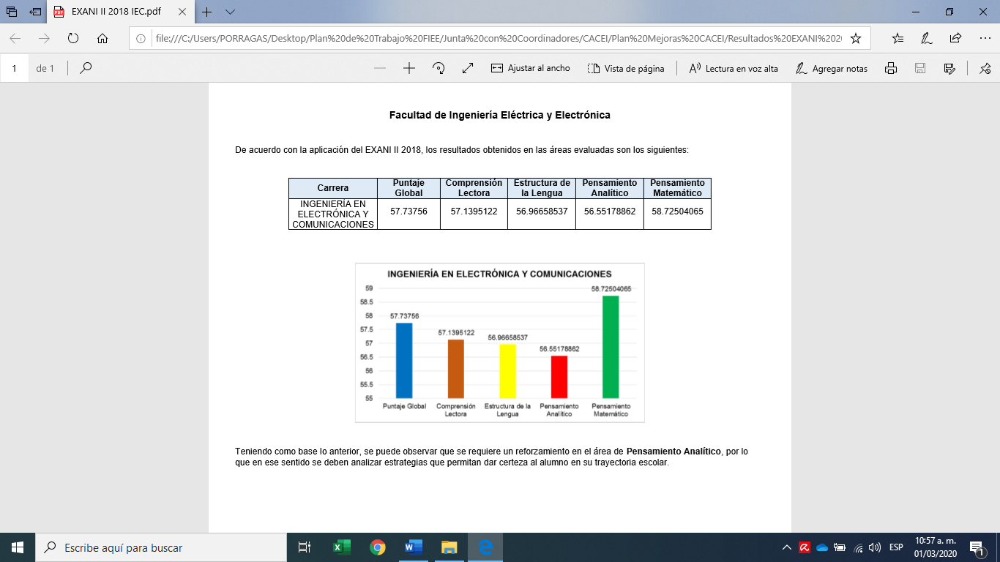 EXANI II 2018 IEC.pdf
file:///C:/Users/PORRAGAS/Desktop/Plan%20de%20Trabajo%20FIEE/Junta%20con%20Coordinadores/CACEI/Plan%20Mejoras%20CACEI/Resultados%20EXANI%202
1 de 1 Ajustar al ancho Vista de página Lectura en voz alta Agregar notas
Facultad de Ingeniería Eléctrica y Electrónica
De acuerdo con la aplicación del EXANI II 2018, los resultados obtenidos en las áreas evaluadas son los siguientes:
Carrera
Puntaje
Global
Comprensión
Lectora
Estructura de
la Lengua
Pensamiento
Analítico
Pensamiento
Matemático
INGENIERÍA EN
ELECTRÓNICA Y
COMUNICACIONES
57.73756 57.1395122 56.96658537 56.55178862 58.72504065
INGENIERÍA EN ELECTRÓNICA Y COMUNICACIONES
59
58.5
58
57.5
57
56.5
56
55.5
55
57.73756
57.1395122
56.96658537
56.55178862
58.72504065
Puntaje Global
Comprensión
Lectora
Estructura de la
Lengua
Pensamiento
Analítico
Pensamiento
Matemático
Teniendo como base lo anterior, se puede observar que se requiere un reforzamiento en el área de Pensamiento Analítico, por lo
que en ese sentido se deben analizar estrategias que permitan dar certeza al alumno en su trayectoria escolar.
Escribe aquí para buscar
ESP
10:57 a. m.
01/03/2020
1